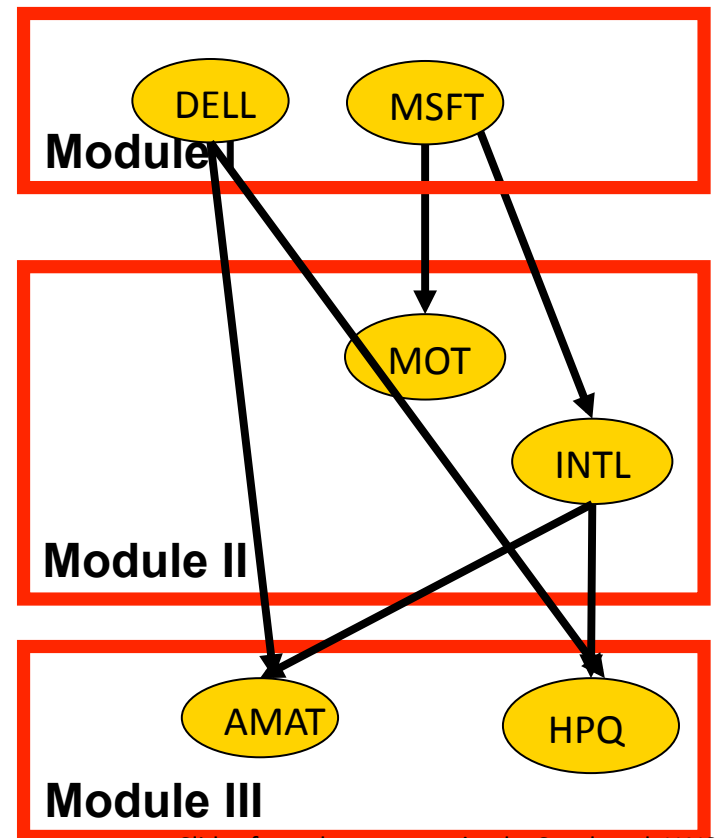 DELL MSFT
Module I
MOT
INTL
Module II
AMAT HPQ
Module III